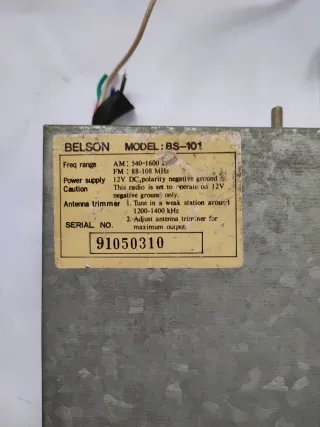 BELSON MODEL: BS-101
Freq range AM: 540-1600
FM: 88-108 MHz
Power supply 12V DC, polarity negative ground
Caution This radio is set to operate on 12V
negative ground only.
Antenna trimmer 1. Tune in a weak station around
1200-1400 kHz
2. Adjust antenna trimmer for
maximum output.
SERIAL NO.
91050310